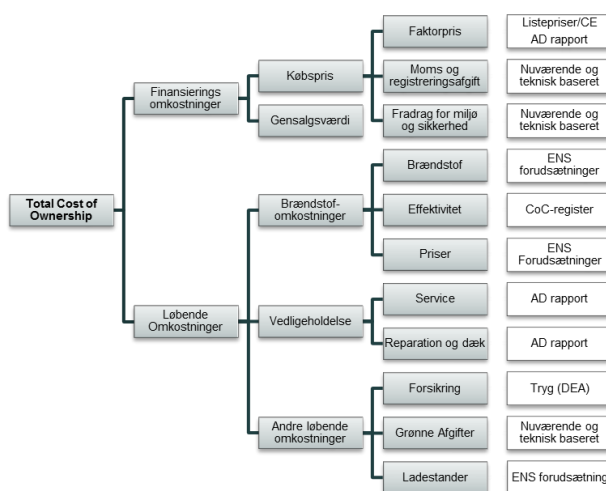 Faktorpris
Listepriser/CE
AD rapport
Finansierings
omkostninger
Købspris
Moms og
registreringsafgift
Nuværende og
teknisk baseret
Gensalgsværdi
Fradrag for miljø
og sikkerhed
Nuværende og
teknisk baseret
Total Cost of
Ownership
Brændstof-
omkostninger
Brændstof
ENS
forudsætninger
Effektivitet
CoC-register
Priser
ENS
Forudsætninger
Løbende
Omkostninger
Vedligeholdelse
Service
AD rapport
Reparation og dæk
AD rapport
Andre løbende
omkostninger
Forsikring
Tryg (DEA)
Grønne Afgifter
Nuværende og
teknisk baseret
Ladestander
ENS forudsætning